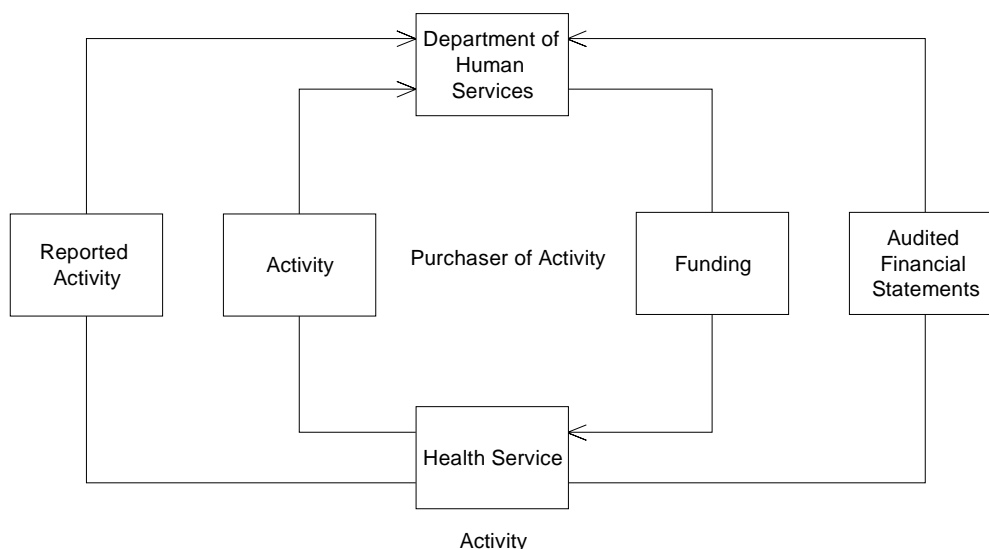 Department of
Human
Services
Reported
Activity
Activity
Purchaser of Activity
Funding
Audited
Financial
Statements
Health Service
Activity